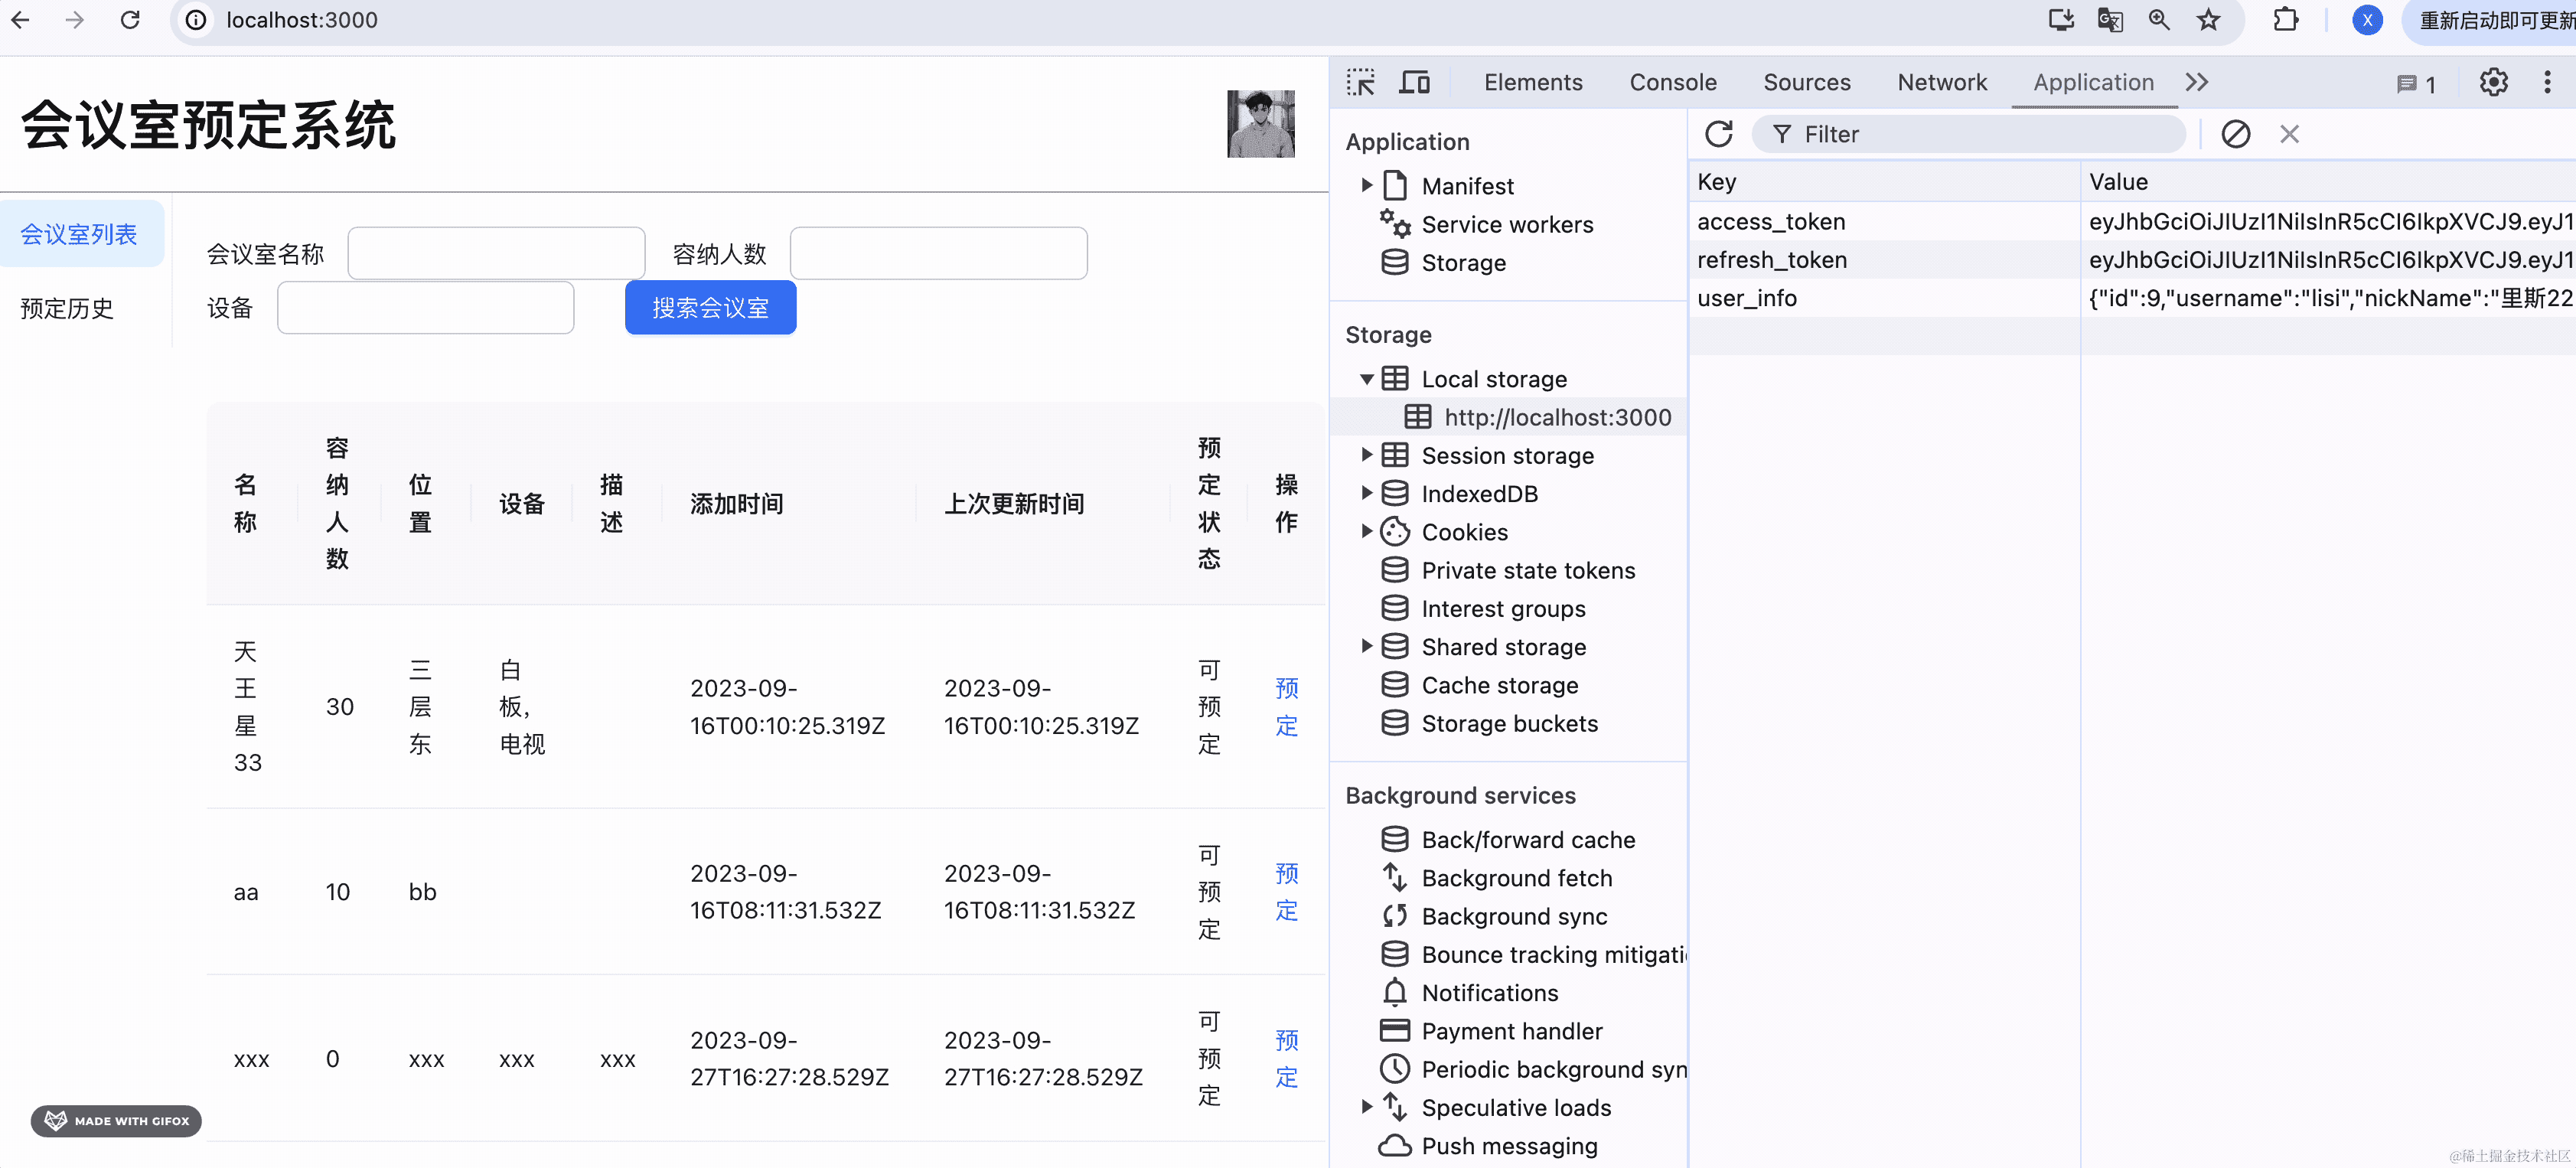 localhost:3000
X
重新启动即可更新
会议室预定系统
Elements Console Sources Network Application
1
会议室列表
预定历史
会议室名称
容纳人数
设备
搜索会议室
名称 容纳人数 位置 设备 描述 添加时间 上次更新时间 预定状态 操作
天王星33 30 三层东 白板,电视 2023-09-16T00:10:25.319Z 2023-09-16T00:10:25.319Z 可预定 预定
aa 10 bb 2023-09-16T08:11:31.532Z 2023-09-16T08:11:31.532Z 可预定 预定
xxx 0 xxx xxx xxx 2023-09-27T16:27:28.529Z 2023-09-27T16:27:28.529Z 可预定 预定
MADE WITH GIFOX
Application
Manifest
Service workers
Storage
Storage
Local storage
http://localhost:3000
Session storage
IndexedDB
Cookies
Private state tokens
Interest groups
Shared storage
Cache storage
Storage buckets
Background services
Back/forward cache
Background fetch
Background sync
Bounce tracking mitigati
Notifications
Payment handler
Periodic background syn
Speculative loads
Push messaging
Filter
Key Value
access_token eyJhbGciOiJIUzI1NiIsInR5cCI6IkpXVCJ9.eyJ1
refresh_token eyJhbGciOiJIUzI1NiIsInR5cCI6IkpXVCJ9.eyJ1
user_info {"id":9,"username":"lisi","nickName":"里斯22
@稀土掘金技术社区